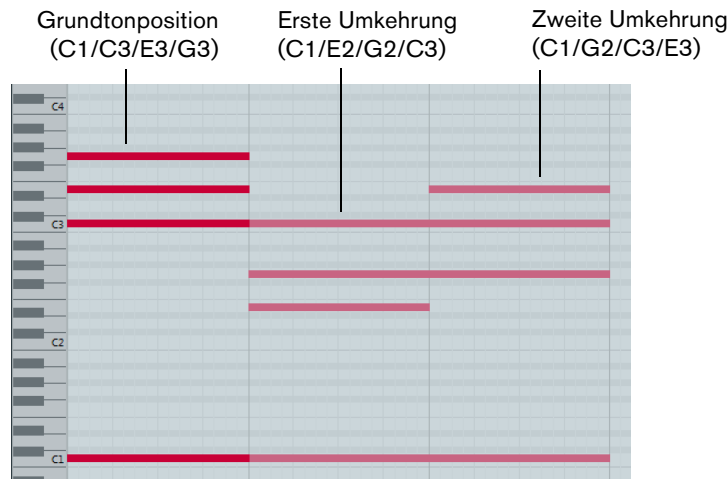 Grundtonposition
(C1/C3/E3/G3)
Erste Umkehrung
(C1/E2/G2/C3)
Zweite Umkehrung
(C1/G2/C3/E3)
C4
C3
C2
C1